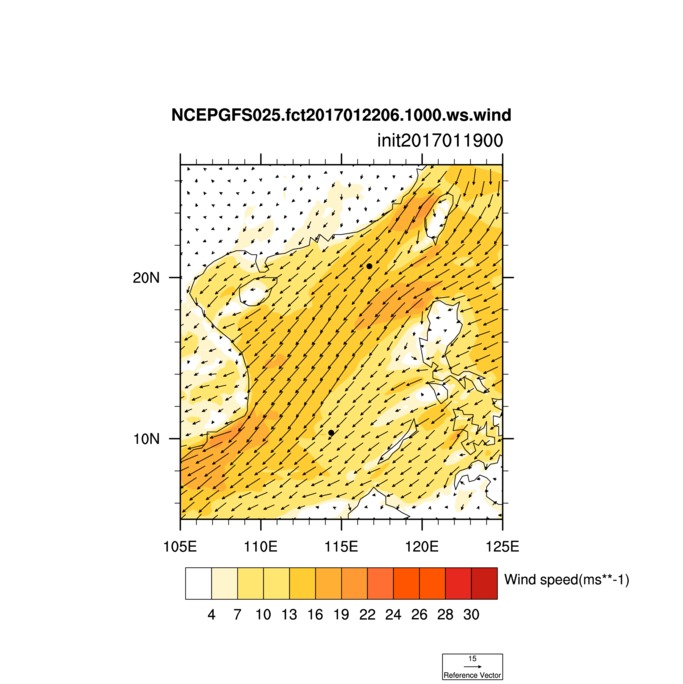 NCEPGFS025.fct2017012206.1000.ws.wind
init2017011900
20N
10N
105E 110E 115E 120E 125E
Wind speed(ms**-1)
4 7 10 13 16 19 22 24 26 28 30
15
Reference Vector